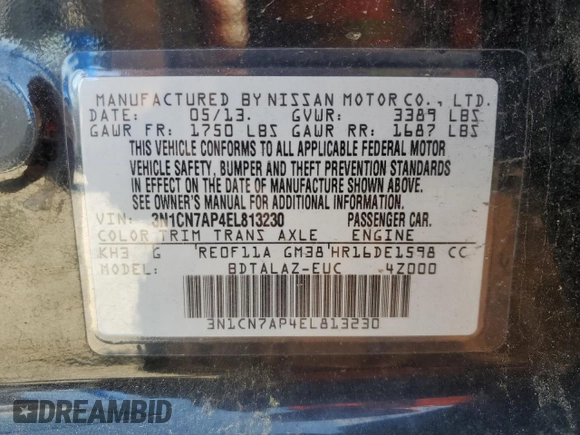 MANUFACTURED BY NISSAN MOTOR CO., LTD.
DATE: 05/13. GVWR: 3389 LBS
GAWR FR: 1750 LBS GAWR RR: 1687 LBS
THIS VEHICLE CONFORMS TO ALL APPLICABLE FEDERAL MOTOR
VEHICLE SAFETY, BUMPER AND THEFT PREVENTION STANDARDS
IN EFFECT ON THE DATE OF MANUFACTURE SHOWN ABOVE.
SEE OWNER'S MANUAL FOR ADDITIONAL INFORMATION.
VIN: 3N1CN7AP4EL813230 PASSENGER CAR.
COLOR TRIM TRANS AXLE ENGINE
KH3 G RE0F11A GM38 HR16DE1598 CC
MODEL: BDTALAZ-EUC 4Z000
3N1CN7AP4EL813230
DREAMBID